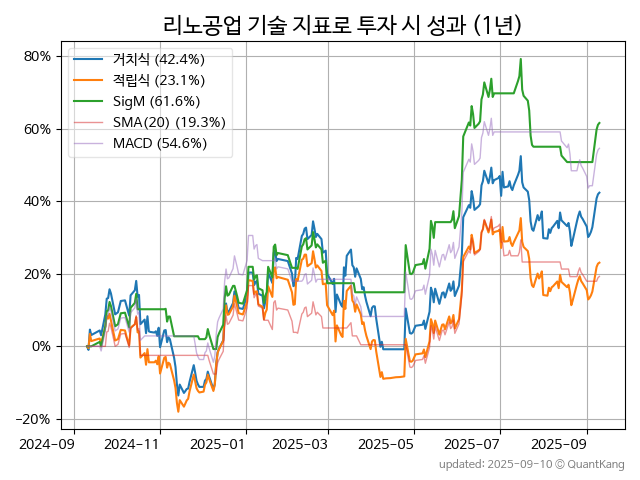 리노공업 기술 지표로 투자 시 성과 (1년)
거치식 (42.4%)
적립식 (23.1%)
SigM (61.6%)
SMA(20) (19.3%)
MACD (54.6%)
80%
60%
40%
20%
0%
−20%
2024-09 2024-11 2025-01 2025-03 2025-05 2025-07 2025-09
updated: 2025-09-10 © QuantKang